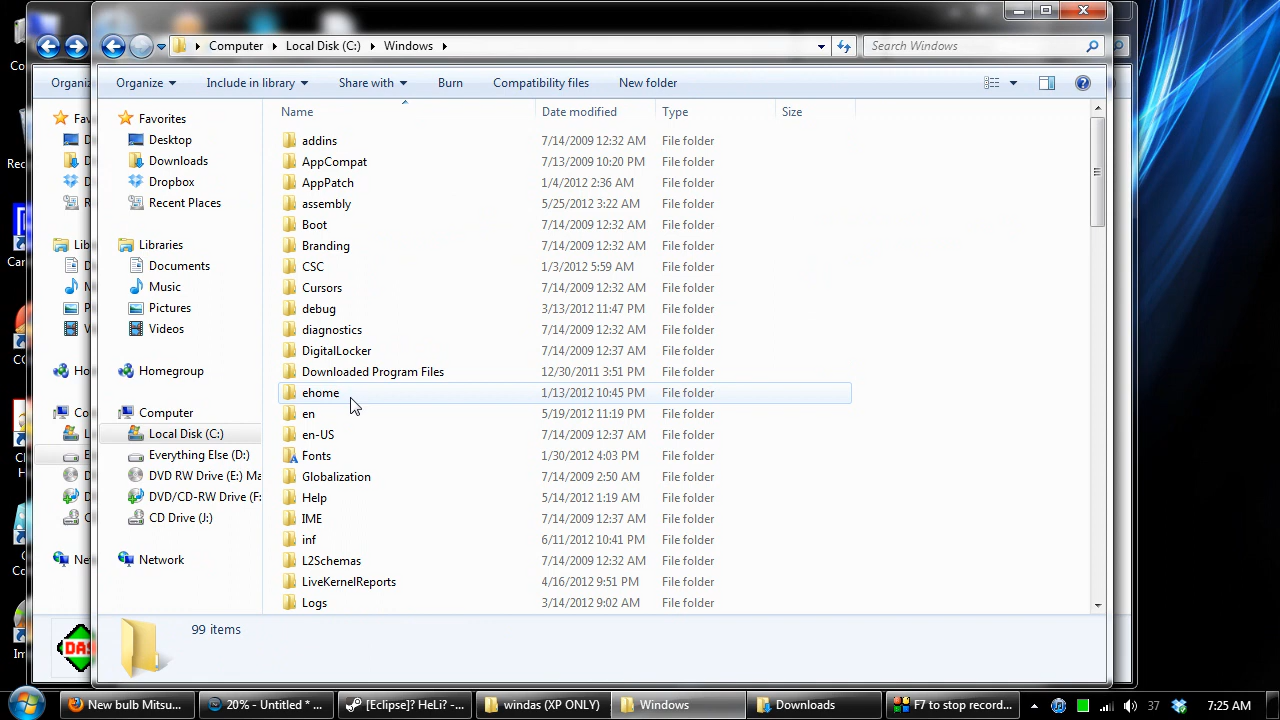 Computer Local Disk (C:) Windows Search Windows
Organize Include in library Share with Burn Compatibility files New folder
Name Date modified Type Size
Favorites
Desktop
Downloads
Dropbox
Recent Places
Libraries
Documents
Music
Pictures
Videos
Homegroup
Computer
Local Disk (C:)
Everything Else (D:)
DVD RW Drive (E:) Ma
DVD/CD-RW Drive (F:
CD Drive (J:)
Network
addins 7/14/2009 12:32 AM File folder
AppCompat 7/13/2009 10:20 PM File folder
AppPatch 1/4/2012 2:36 AM File folder
assembly 5/25/2012 3:22 AM File folder
Boot 7/14/2009 12:32 AM File folder
Branding 7/14/2009 12:32 AM File folder
CSC 1/3/2012 5:59 AM File folder
Cursors 7/14/2009 12:32 AM File folder
debug 3/13/2012 11:47 PM File folder
diagnostics 7/14/2009 12:32 AM File folder
DigitalLocker 7/14/2009 12:37 AM File folder
Downloaded Program Files 12/30/2011 3:51 PM File folder
ehome 1/13/2012 10:45 PM File folder
en 5/19/2012 11:19 PM File folder
en-US 7/14/2009 12:37 AM File folder
Fonts 1/30/2012 4:03 PM File folder
Globalization 7/14/2009 2:50 AM File folder
Help 5/14/2012 1:19 AM File folder
IME 7/14/2009 12:37 AM File folder
inf 6/11/2012 10:41 PM File folder
L2Schemas 7/14/2009 12:32 AM File folder
LiveKernelReports 4/16/2012 9:51 PM File folder
Logs 3/14/2012 9:02 AM File folder
99 items
New bulb Mitsu... 20% - Untitled * ... [Eclipse]? HeLi? -... windas (XP ONLY) Windows Downloads F7 to stop record... 37 7:25 AM